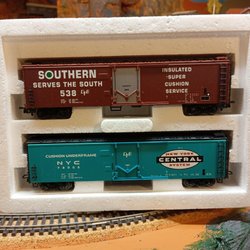 SOUTHERN
SERVES THE SOUTH
538
INSULATED
SUPER
CUSHION
SERVICE
CUSHION UNDERFRAME
NYC
NEW YORK
CENTRAL
SYSTEM